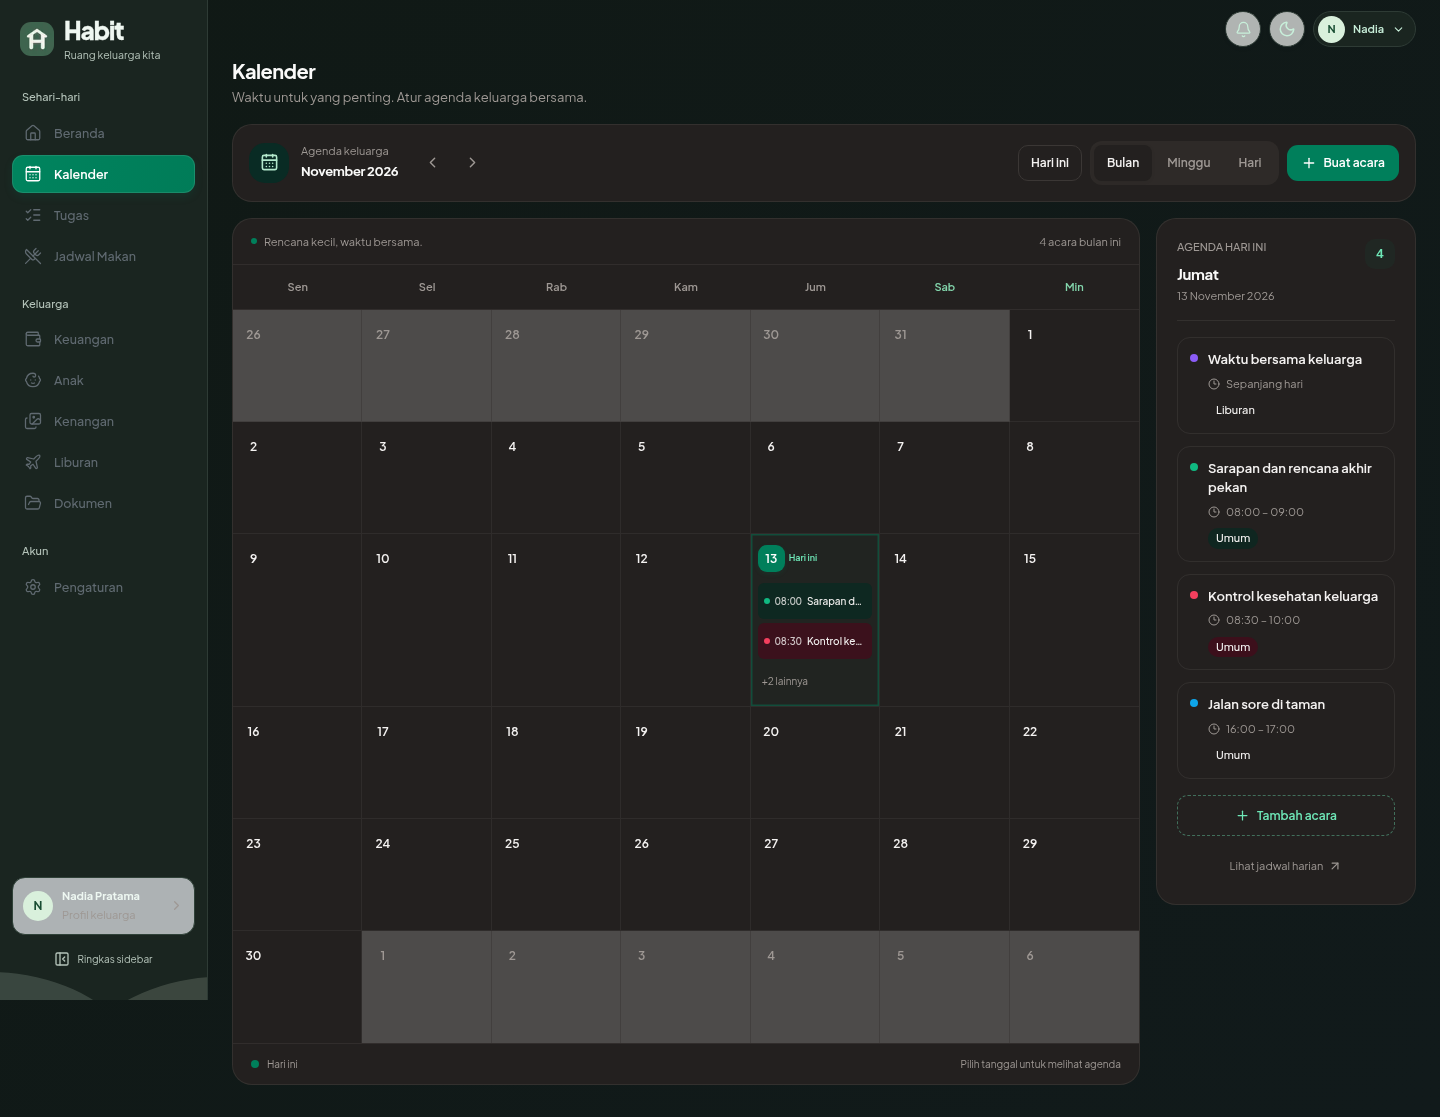 Habit
Ruang keluarga kita
Sehari-hari
Beranda
Kalender
Tugas
Jadwal Makan
Keluarga
Keuangan
Anak
Kenangan
Liburan
Dokumen
Akun
Pengaturan
N
Nadia Pratama
Profil keluarga
Ringkas sidebar
N
Nadia
Kalender
Waktu untuk yang penting. Atur agenda keluarga bersama.
Agenda keluarga
November 2026
Hari ini
Bulan
Minggu
Hari
Buat acara
Rencana kecil, waktu bersama.
4 acara bulan ini
Sen Sel Rab Kam Jum Sab Min
26 27 28 29 30 31 1
2 3 4 5 6 7 8
9 10 11 12 13 Hari ini 14 15
08:00 Sarapan d...
08:30 Kontrol ke...
+2 lainnya
16 17 18 19 20 21 22
23 24 25 26 27 28 29
30 1 2 3 4 5 6
Hari ini
Pilih tanggal untuk melihat agenda
AGENDA HARI INI
4
Jumat
13 November 2026
Waktu bersama keluarga
Sepanjang hari
Liburan
Sarapan dan rencana akhir
pekan
08:00 – 09:00
Umum
Kontrol kesehatan keluarga
08:30 – 10:00
Umum
Jalan sore di taman
16:00 – 17:00
Umum
Tambah acara
Lihat jadwal harian